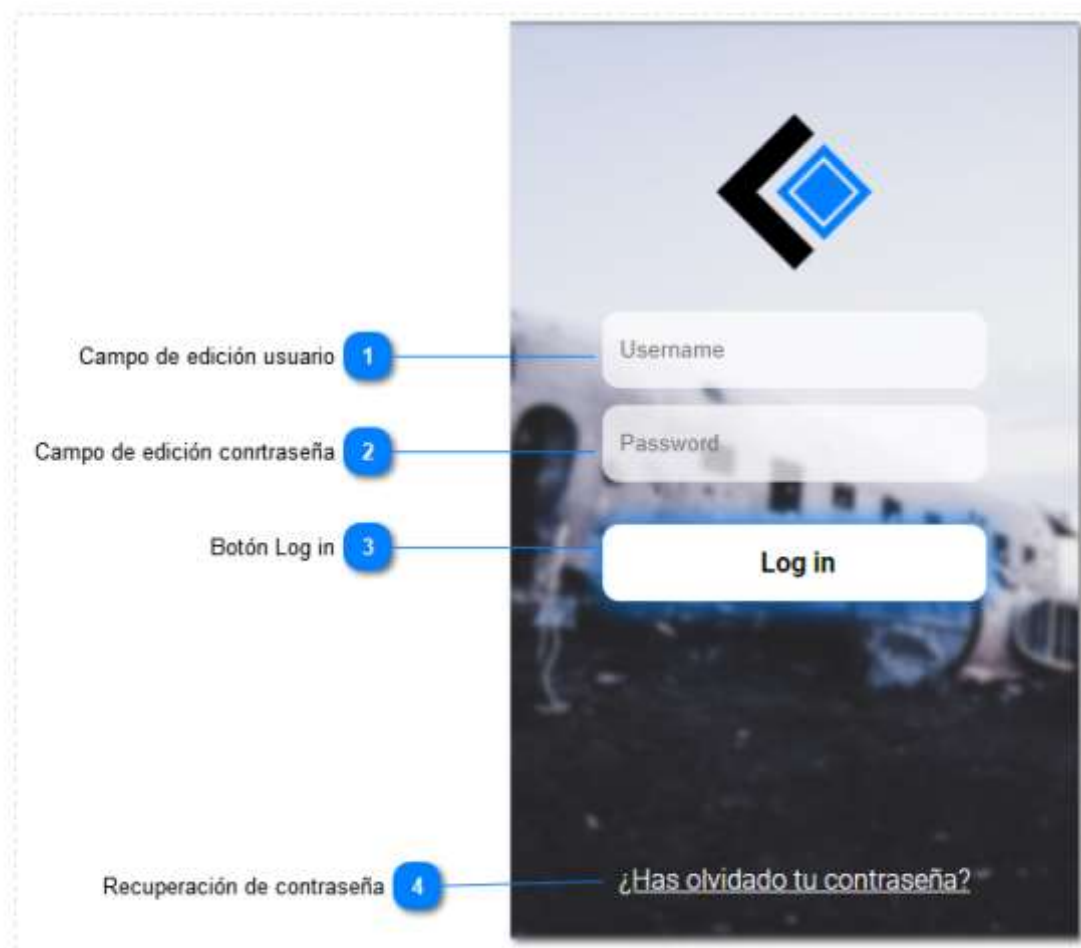 Campo de edición usuario 1
Username
Campo de edición conrtraseña 2
Password
Botón Log in 3
Log in
Recuperación de contraseña 4
¿Has olvidado tu contraseña?